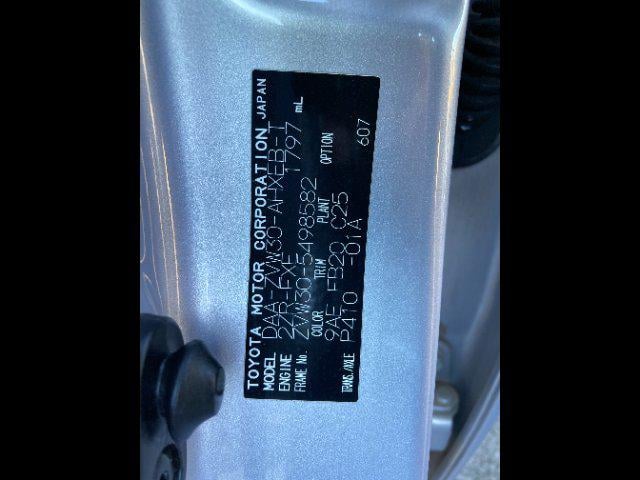 TOYOTA MOTOR CORPORATION JAPAN
MODEL DAA-ZVW30-AHXEB-T
ENGINE 2ZR-FXE 1797 mL
FRAME No. ZVW30-5498582
COLOR TRIM PLANT OPTION
9AE FB20 C25
TRANS./AXLE P410 -01A 607